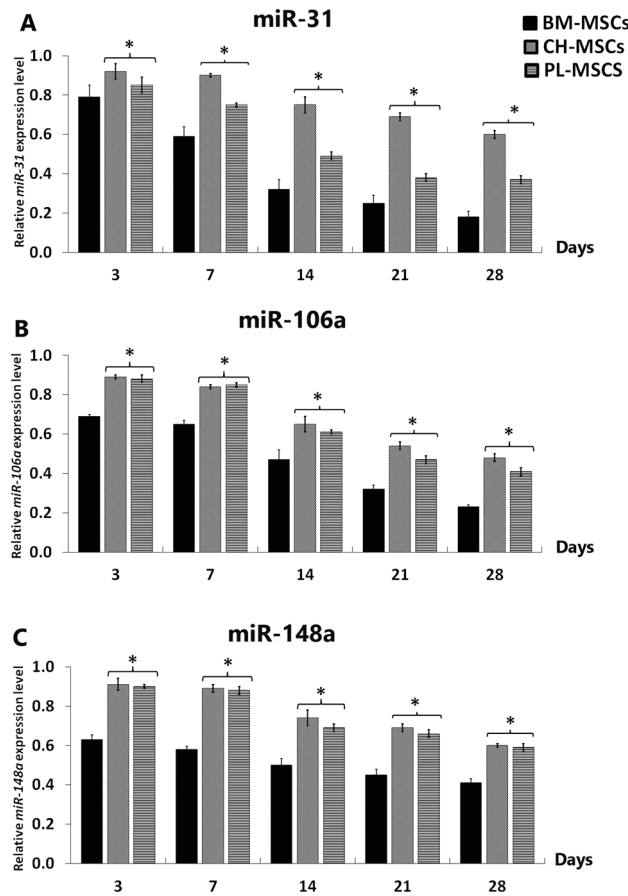 A
miR-31
BM-MSCs
CH-MSCs
PL-MSCS
Relative miR-31 expression level
1.0
0.8
0.6
0.4
0.2
0.0
*
*
*
*
*
3 7 14 21 28
Days
B
miR-106a
Relative miR-106a expression level
1.0
0.8
0.6
0.4
0.2
0.0
*
*
*
*
*
3 7 14 21 28
Days
C
miR-148a
Relative miR-148a expression level
1.0
0.8
0.6
0.4
0.2
0.0
*
*
*
*
*
3 7 14 21 28
Days